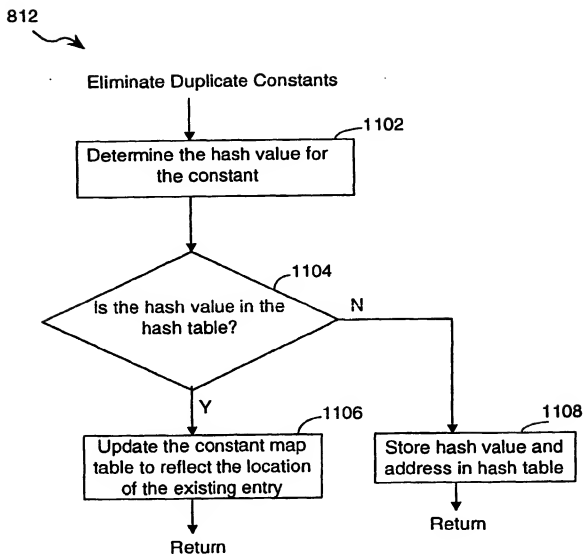 812
Eliminate Duplicate Constants
1102
Determine the hash value for
the constant
1104
Is the hash value in the
hash table?
N
Y
1106
Update the constant map
table to reflect the location
of the existing entry
1108
Store hash value and
address in hash table
Return
Return